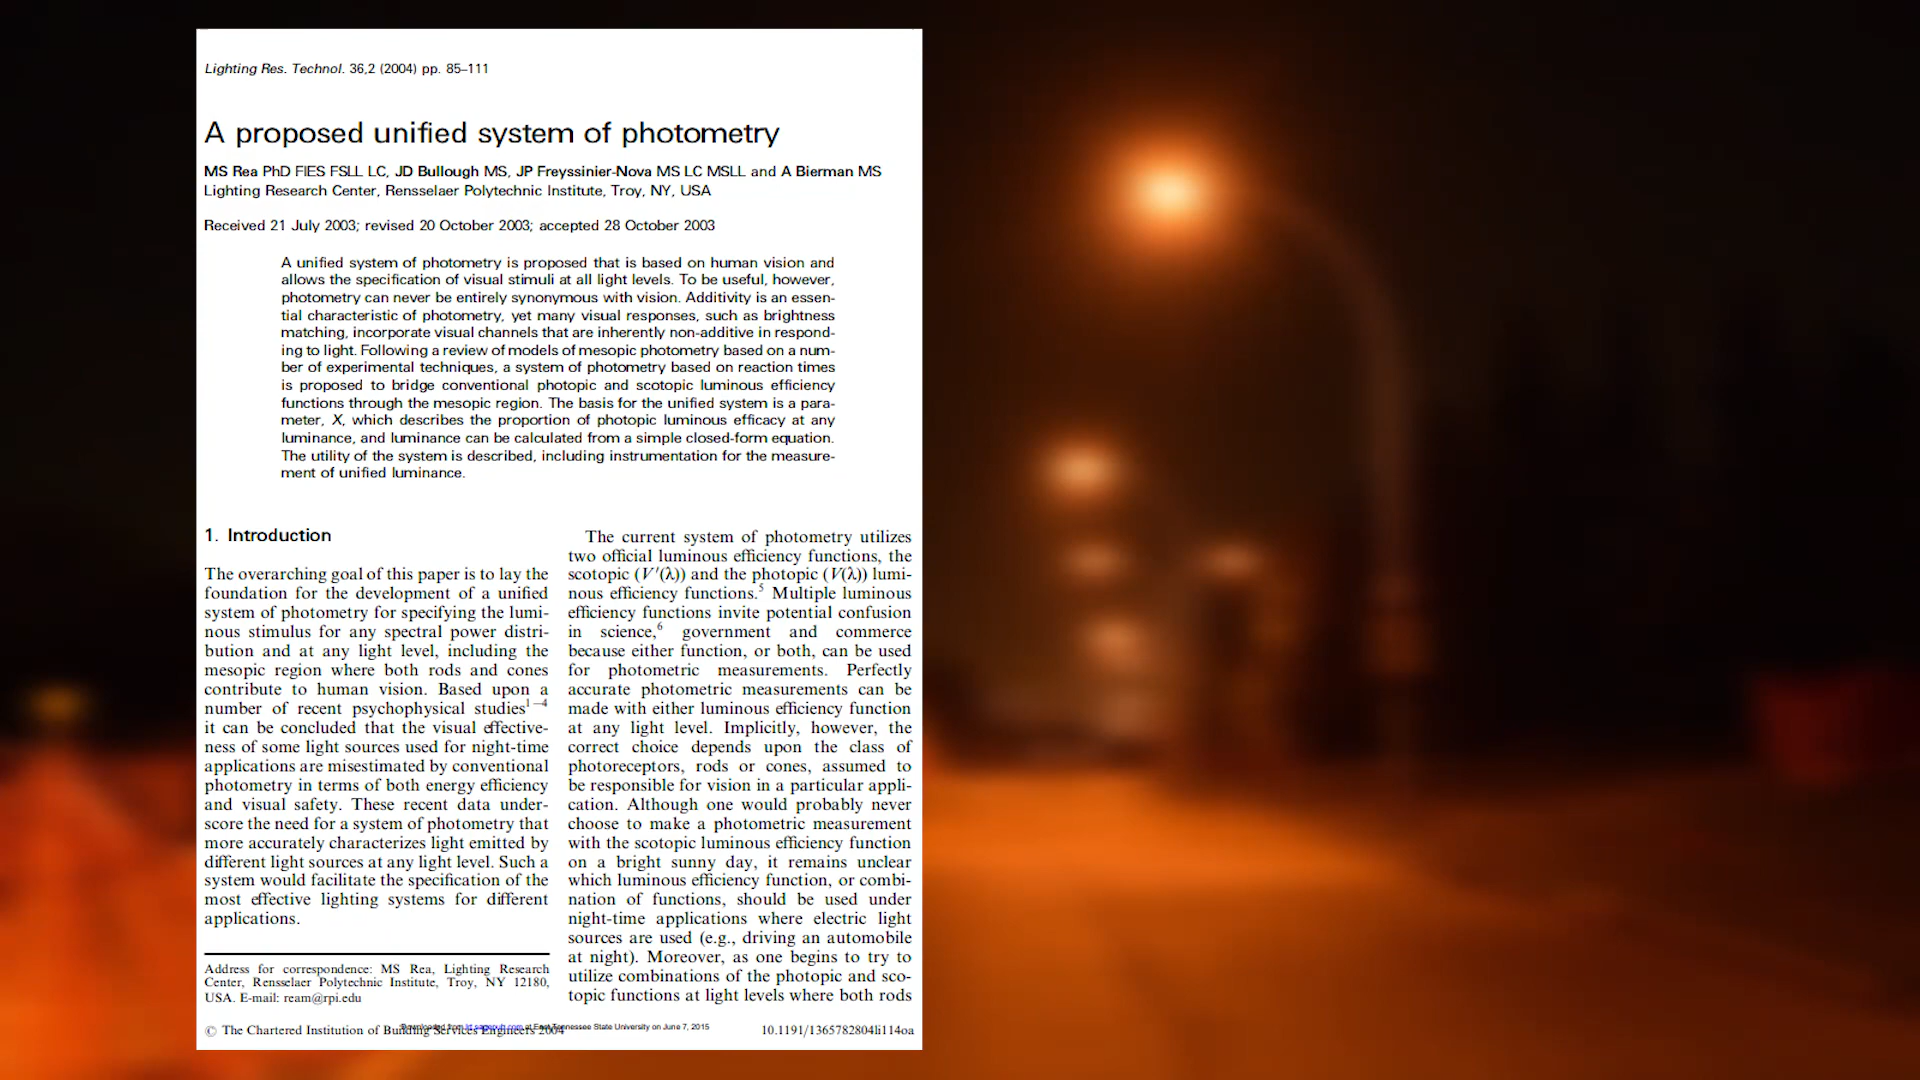 Lighting Res. Technol. 36,2 (2004) pp. 85–111
A proposed unified system of photometry
MS Rea PhD FIES FSLL LC, JD Bullough MS, JP Freyssinier-Nova MS LC MSLL and A Bierman MS
Lighting Research Center, Rensselaer Polytechnic Institute, Troy, NY, USA
Received 21 July 2003; revised 20 October 2003; accepted 28 October 2003
A unified system of photometry is proposed that is based on human vision and
allows the specification of visual stimuli at all light levels. To be useful, however,
photometry can never be entirely synonymous with vision. Additivity is an essen-
tial characteristic of photometry, yet many visual responses, such as brightness
matching, incorporate visual channels that are inherently non-additive in respond-
ing to light. Following a review of models of mesopic photometry based on a num-
ber of experimental techniques, a system of photometry based on reaction times
is proposed to bridge conventional photopic and scotopic luminous efficiency
functions through the mesopic region. The basis for the unified system is a para-
meter, X, which describes the proportion of photopic luminous efficacy at any
luminance, and luminance can be calculated from a simple closed-form equation.
The utility of the system is described, including instrumentation for the measure-
ment of unified luminance.
1. Introduction
The overarching goal of this paper is to lay the
foundation for the development of a unified
system of photometry for specifying the lumi-
nous stimulus for any spectral power distri-
bution and at any light level, including the
mesopic region where both rods and cones
contribute to human vision. Based upon a
number of recent psychophysical studies¹⁻⁴
it can be concluded that the visual effective-
ness of some light sources used for night-time
applications are misestimated by conventional
photometry in terms of both energy efficiency
and visual safety. These recent data under-
score the need for a system of photometry that
more accurately characterizes light emitted by
different light sources at any light level. Such a
system would facilitate the specification of the
most effective lighting systems for different
applications.
Address for correspondence: MS Rea, Lighting Research
Center, Rensselaer Polytechnic Institute, Troy, NY 12180,
USA. E-mail: ream@rpi.edu
The current system of photometry utilizes
two official luminous efficiency functions, the
scotopic (V′(λ)) and the photopic (V(λ)) lumi-
nous efficiency functions.⁵ Multiple luminous
efficiency functions invite potential confusion
in science,⁶ government and commerce
because either function, or both, can be used
for photometric measurements. Perfectly
accurate photometric measurements can be
made with either luminous efficiency function
at any light level. Implicitly, however, the
correct choice depends upon the class of
photoreceptors, rods or cones, assumed to
be responsible for vision in a particular appli-
cation. Although one would probably never
choose to make a photometric measurement
with the scotopic luminous efficiency function
on a bright sunny day, it remains unclear
which luminous efficiency function, or combi-
nation of functions, should be used under
night-time applications where electric light
sources are used (e.g., driving an automobile
at night). Moreover, as one begins to try to
utilize combinations of the photopic and sco-
topic functions at light levels where both rods
© The Chartered Institution of Building Services Engineers 2004
Downloaded from lrt.sagepub.com at East Tennessee State University on June 7, 2015
10.1191/1365782804li114oa